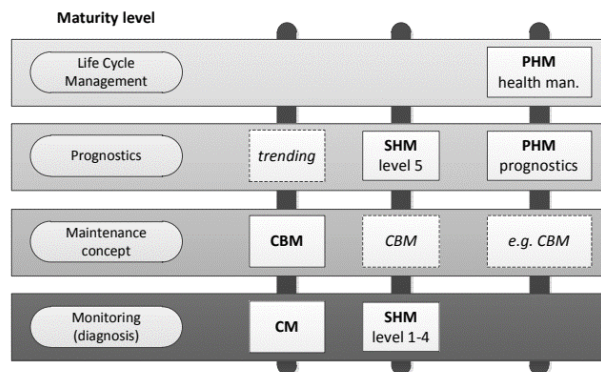 Maturity level
Life Cycle
Management
PHM
health man.
Prognostics
trending
SHM
level 5
PHM
prognostics
Maintenance
concept
CBM
CBM
e.g. CBM
Monitoring
(diagnosis)
CM
SHM
level 1-4